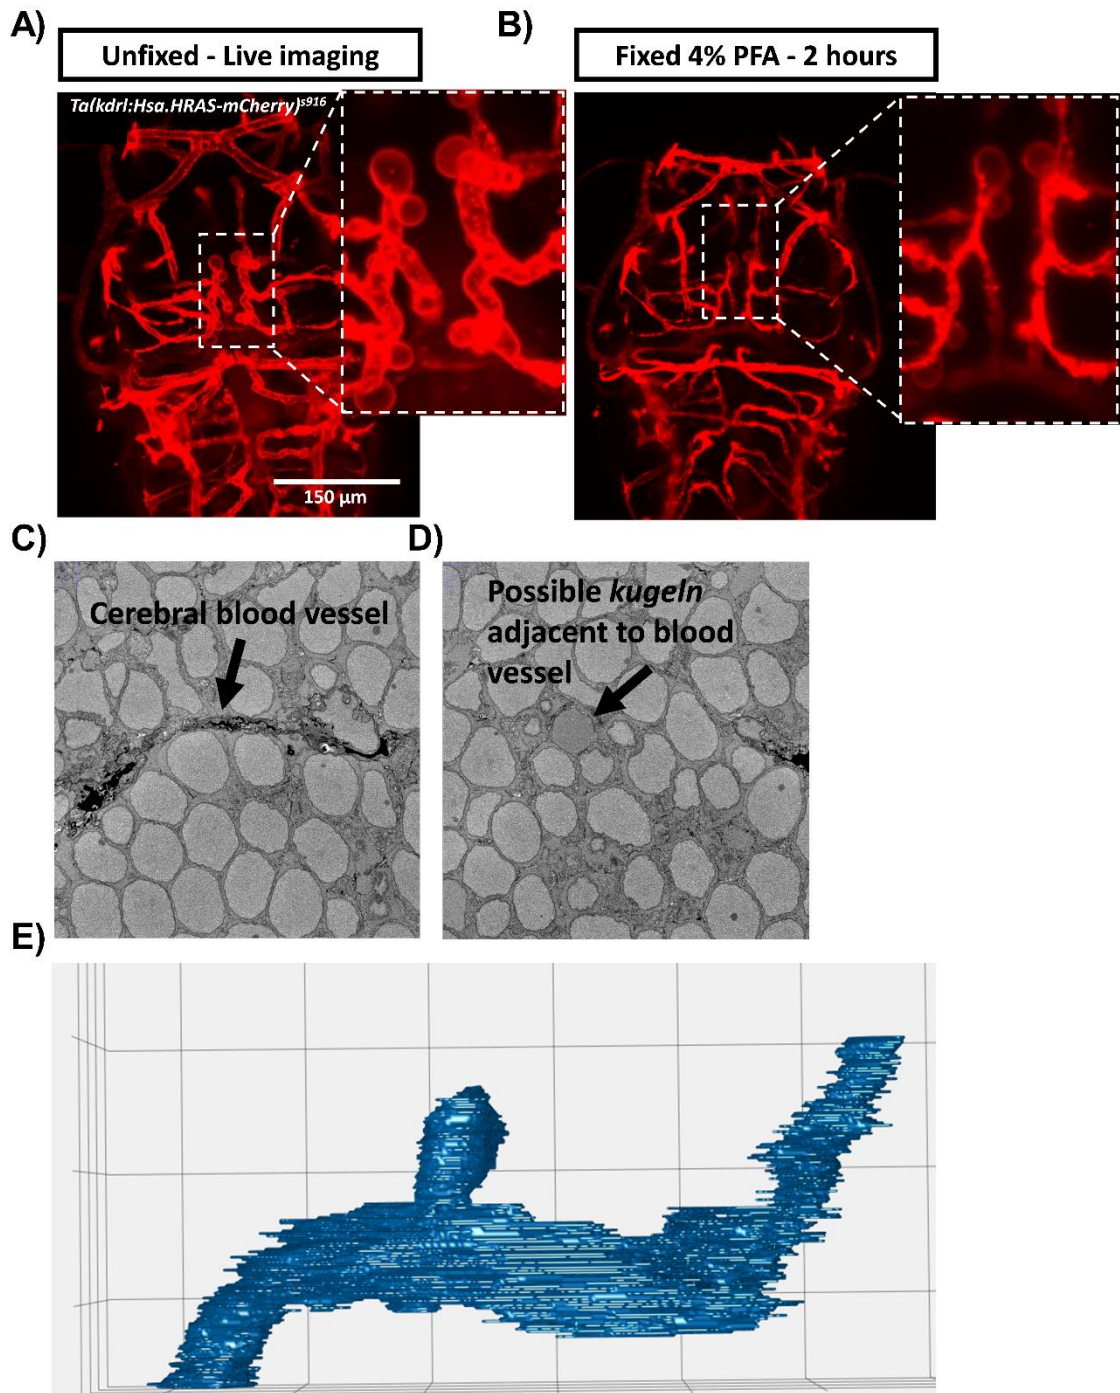 A)
Unfixed - Live imaging
Tg(kdrl:Hsa.HRAS-mCherry)s916
150 μm
B)
Fixed 4% PFA - 2 hours
C)
Cerebral blood vessel
D)
Possible kugeln
adjacent to blood
vessel
E)